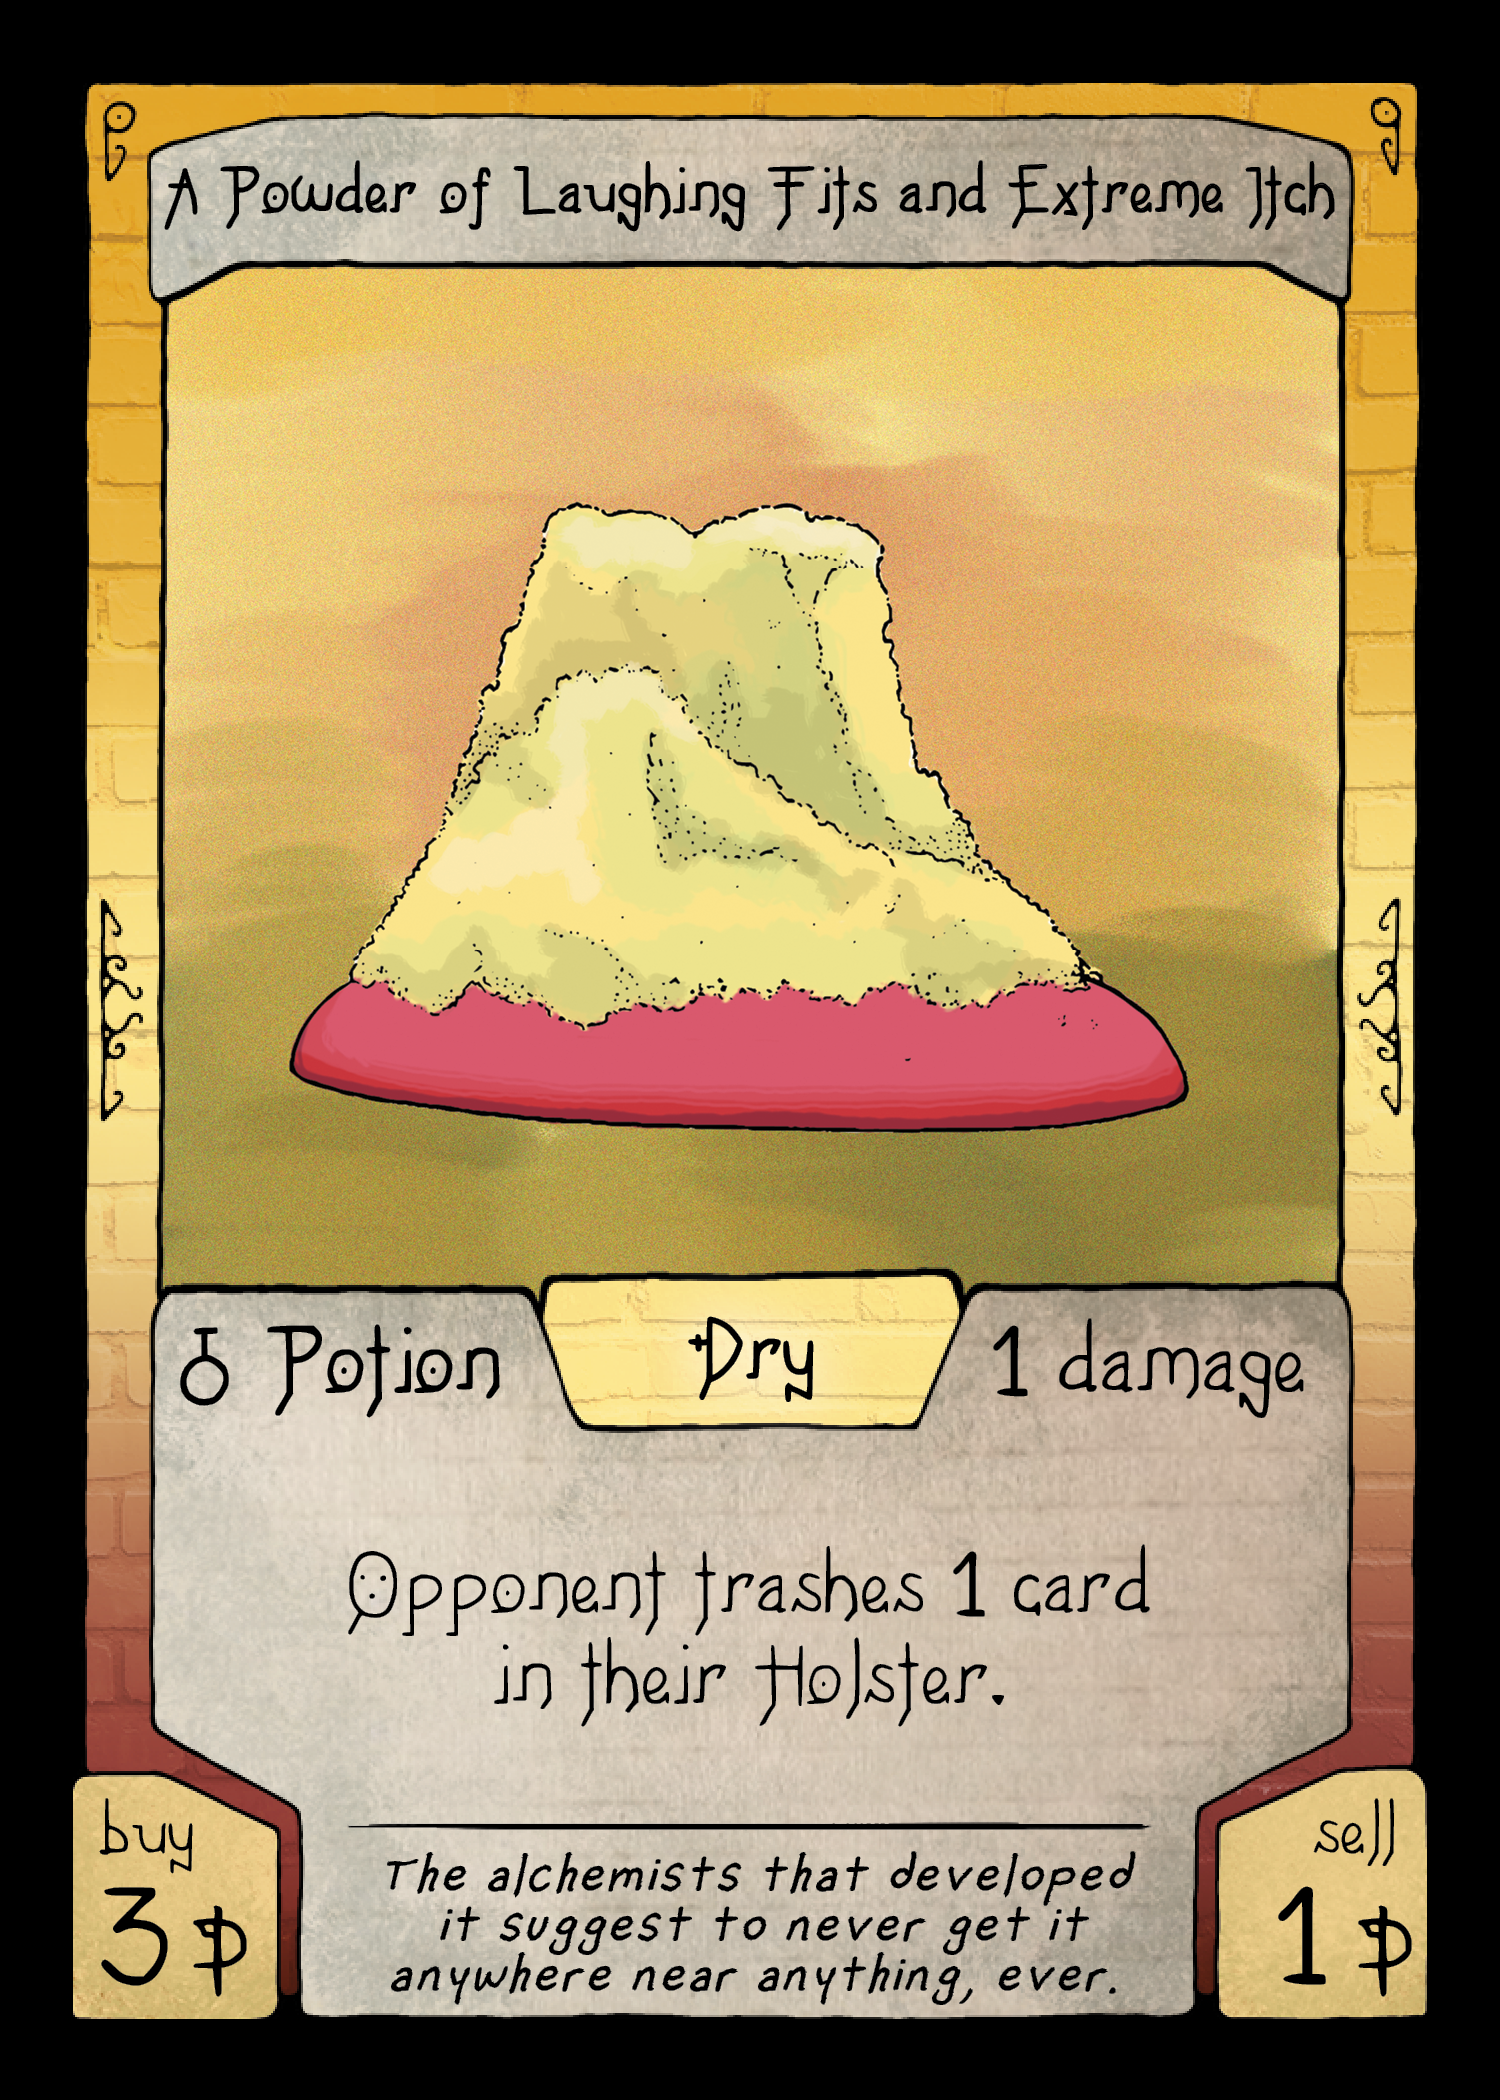 A Powder of Laughing Fits and Extreme Itch
Potion
Dry
1 damage
Opponent trashes 1 card
in their Holster.
The alchemists that developed
it suggest to never get it
anywhere near anything, ever.
buy
3
sell
1